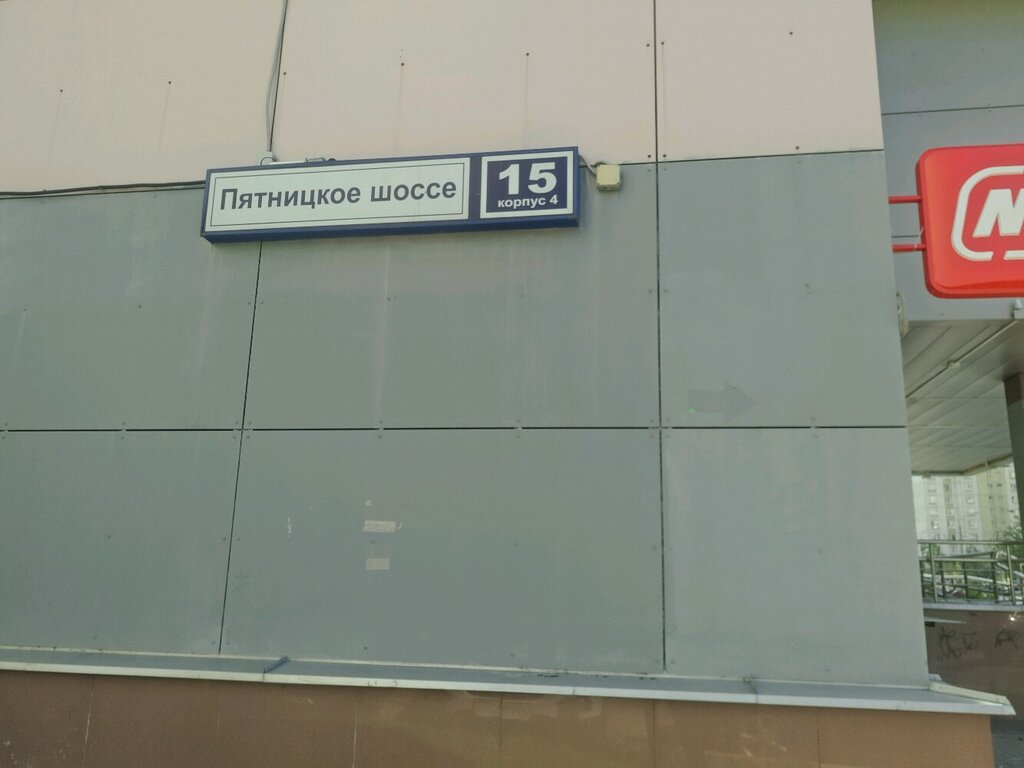 Пятницкое шоссе
15
корпус 4
М